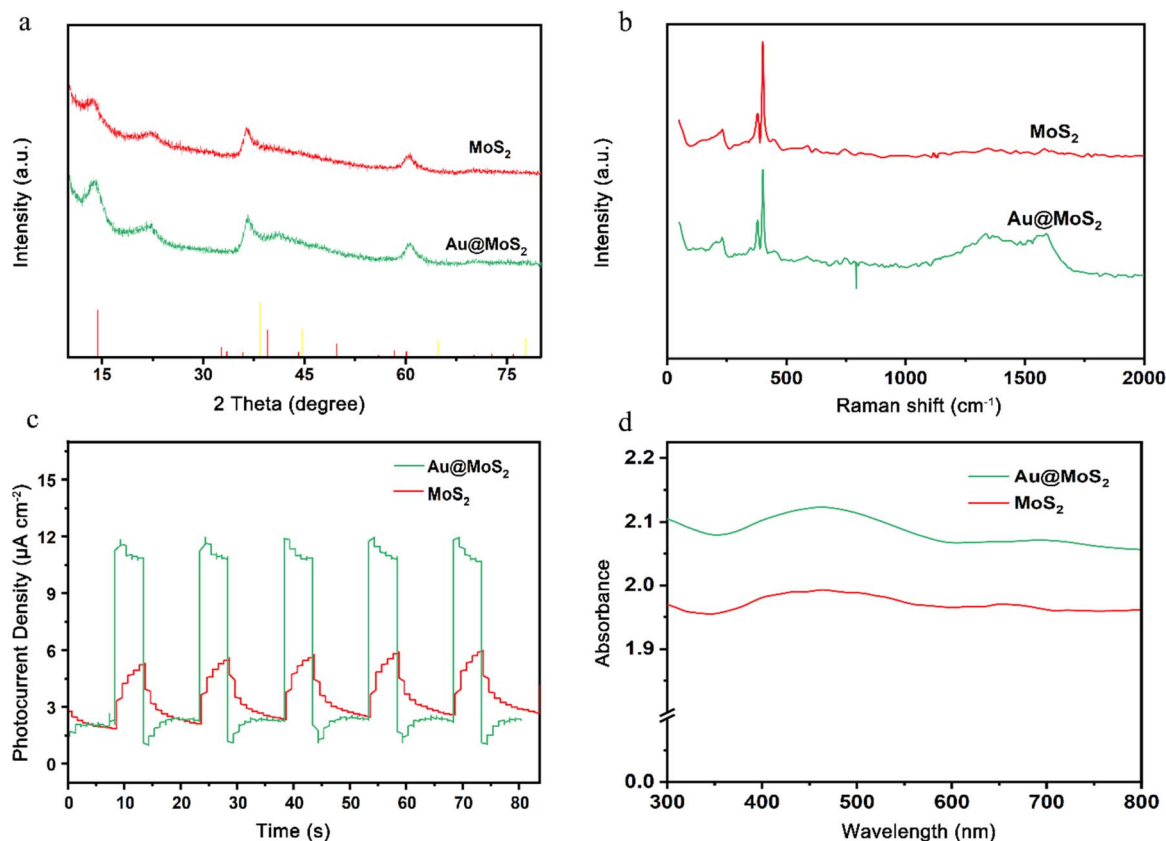 a
Intensity (a.u.)
MoS₂
Au@MoS₂
15 30 45 60 75
2 Theta (degree)
b
Intensity (a.u.)
MoS₂
Au@MoS₂
0 500 1000 1500 2000
Raman shift (cm⁻¹)
c
Photocurrent Density (μA cm⁻²)
15
12
9
6
3
0
Au@MoS₂
MoS₂
0 10 20 30 40 50 60 70 80
Time (s)
d
Absorbance
2.2
2.1
2.0
1.9
0.0
Au@MoS₂
MoS₂
300 400 500 600 700 800
Wavelength (nm)